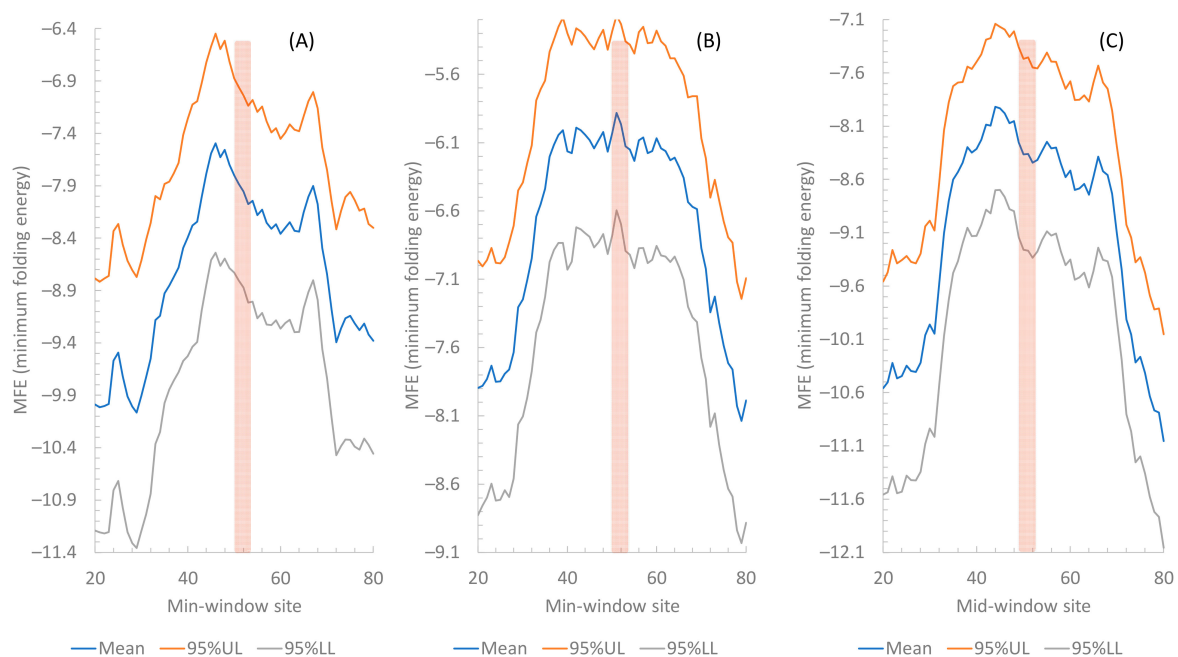 (A)
MFE (minimum folding energy)
−6.4
−6.9
−7.4
−7.9
−8.4
−8.9
−9.4
−9.9
−10.4
−10.9
−11.4
20 40 60 80
Min-window site
Mean 95%UL 95%LL
(B)
MFE (minimum folding energy)
−5.6
−6.1
−6.6
−7.1
−7.6
−8.1
−8.6
−9.1
20 40 60 80
Min-window site
Mean 95%UL 95%LL
(C)
MFE (minimum folding energy)
−7.1
−7.6
−8.1
−8.6
−9.1
−9.6
−10.1
−10.6
−11.1
−11.6
−12.1
20 40 60 80
Mid-window site
Mean 95%UL 95%LL